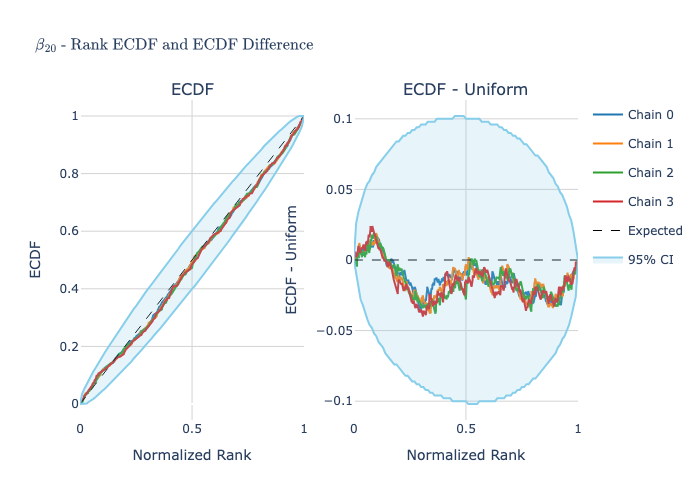 β₂₀ - Rank ECDF and ECDF Difference
ECDF
ECDF - Uniform
1
0.8
0.6
0.4
0.2
0
0
0.5
1
ECDF
Normalized Rank
0.1
0.05
0
−0.05
−0.1
0
0.5
1
ECDF - Uniform
Normalized Rank
Chain 0
Chain 1
Chain 2
Chain 3
Expected
95% CI